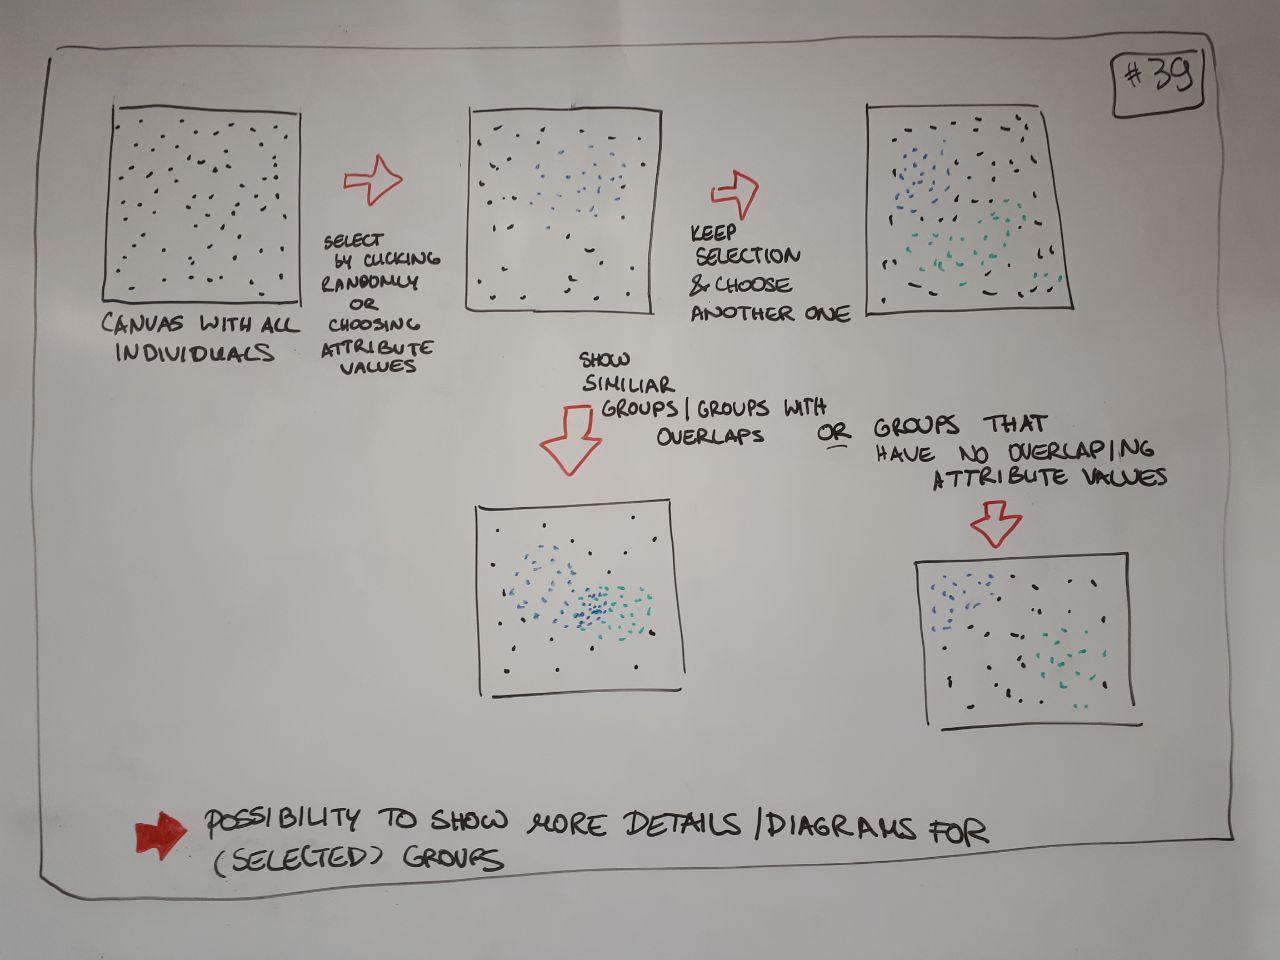 #39
CANVAS WITH ALL
INDIVIDUALS
SELECT
BY CLICKING
RANDOMLY
OR
CHOOSING
ATTRIBUTE
VALUES
KEEP
SELECTION
& CHOOSE
ANOTHER ONE
SHOW
SIMILIAR
GROUPS / GROUPS WITH
OVERLAPS OR GROUPS THAT
HAVE NO OVERLAPING
ATTRIBUTE VALUES
POSSIBILITY TO SHOW MORE DETAILS / DIAGRAMS FOR
(SELECTED) GROUPS